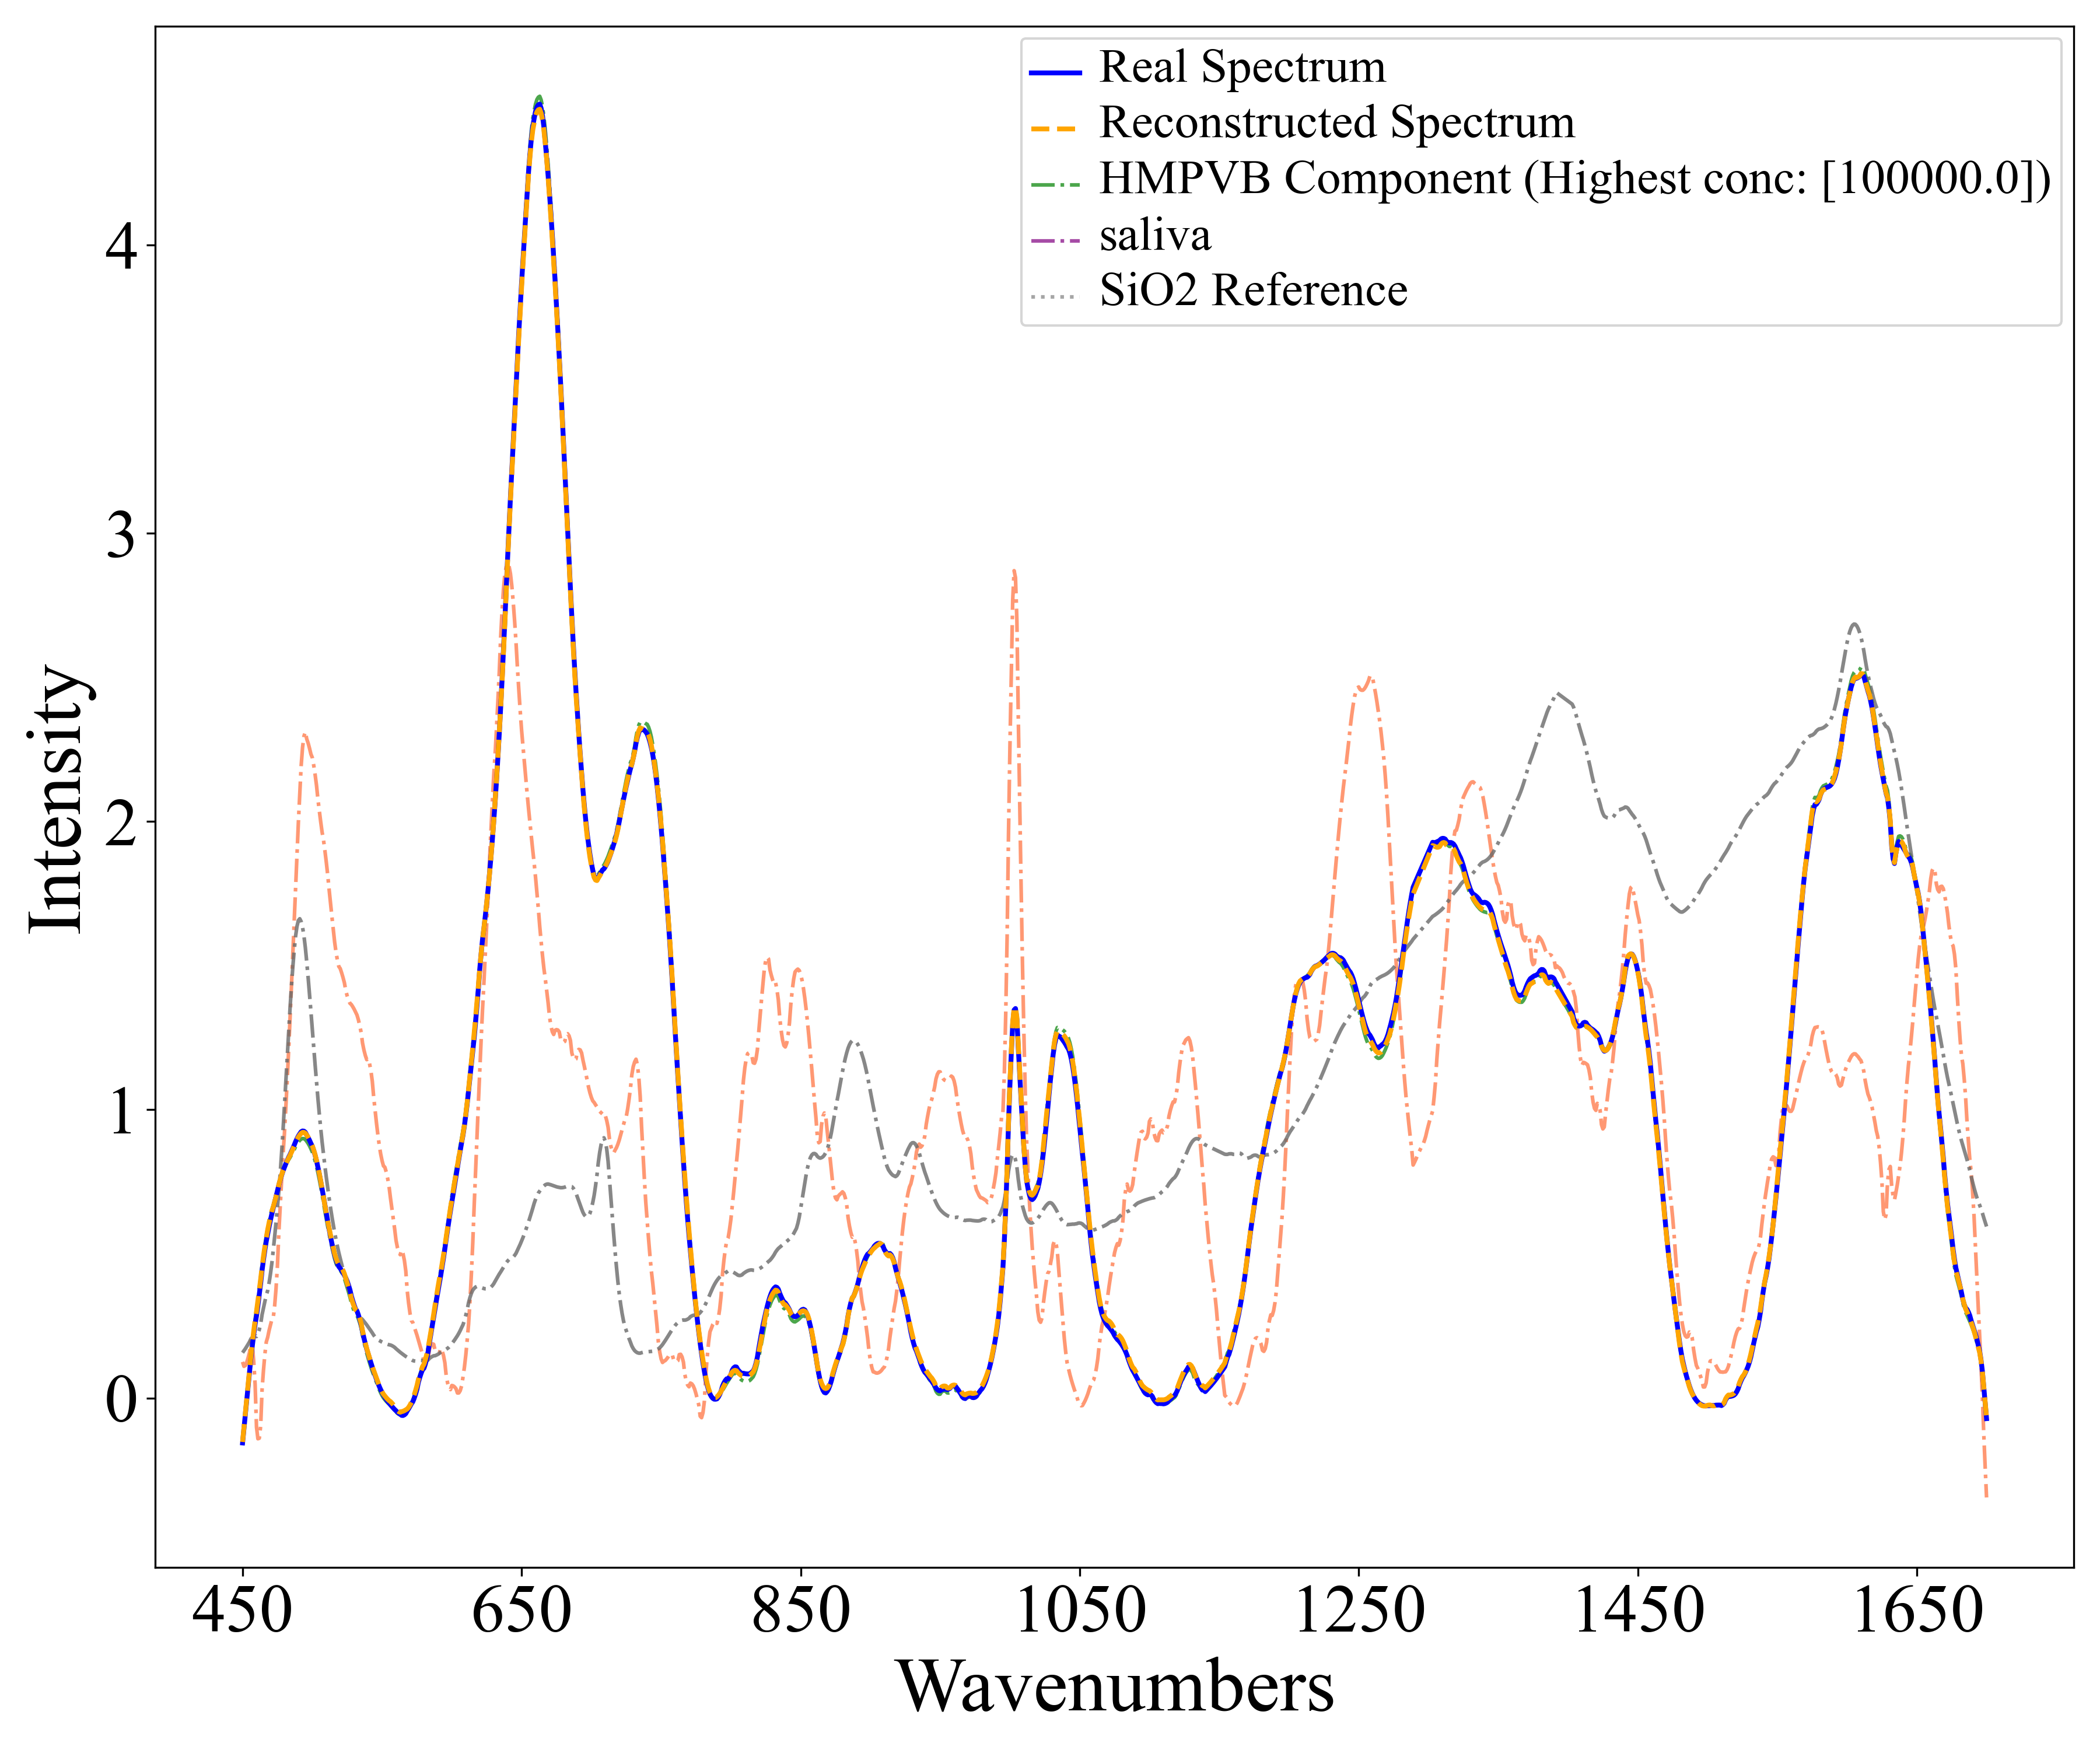 Real Spectrum
Reconstructed Spectrum
HMPVB Component (Highest conc: [100000.0])
saliva
SiO2 Reference
Intensity
4
3
2
1
0
450 650 850 1050 1250 1450 1650
Wavenumbers